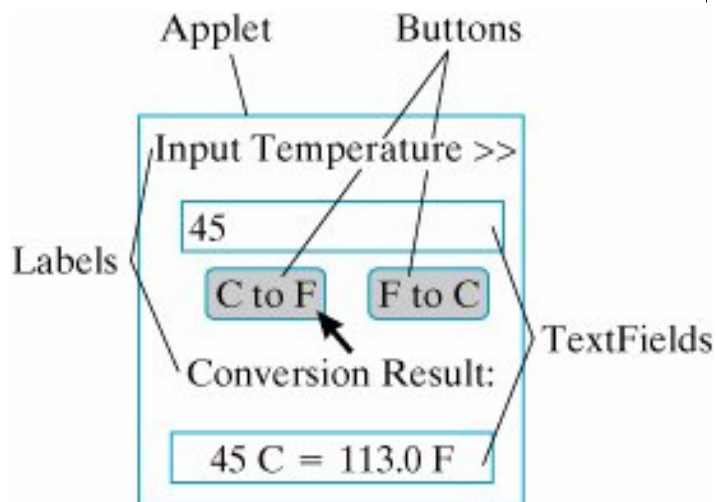 Applet Buttons
Input Temperature >>
45
Labels
C to F F to C
TextFields
Conversion Result:
45 C = 113.0 F